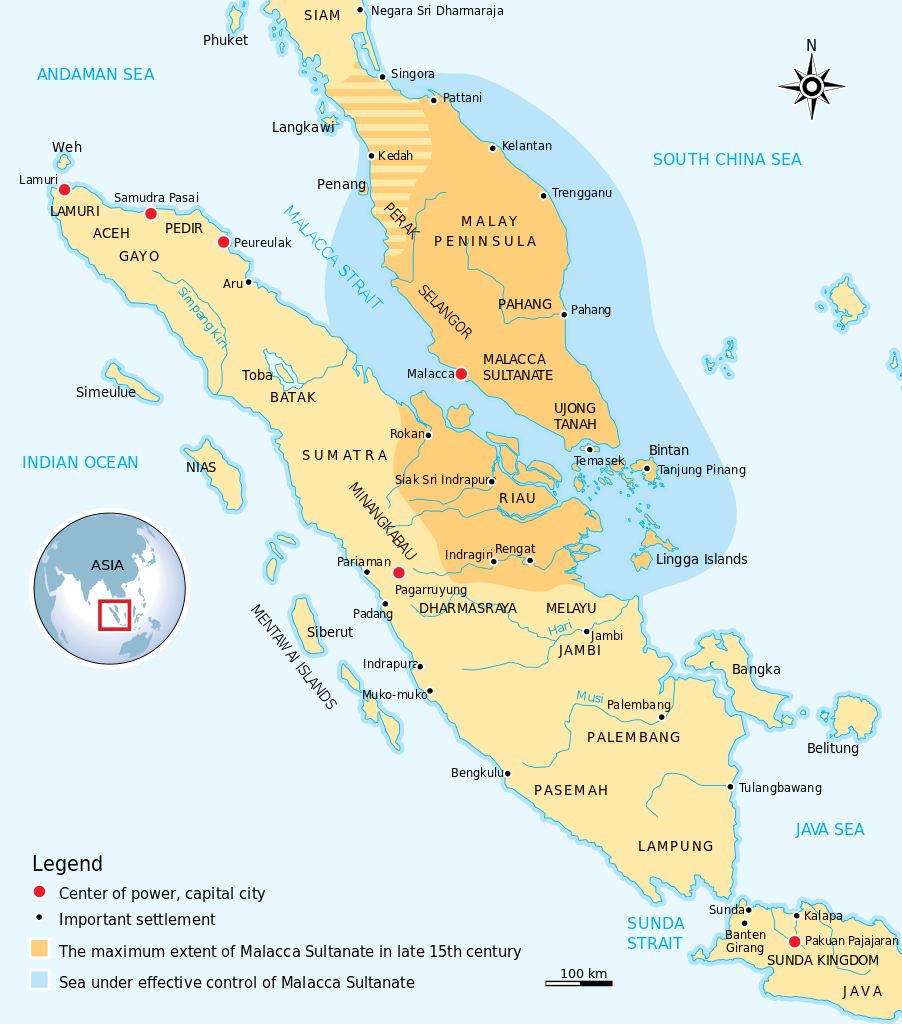 SIAM
Negara Sri Dharmaraja
Phuket
N
ANDAMAN SEA
Singora
Pattani
Langkawi
Kelantan
Weh
Kedah
SOUTH CHINA SEA
Lamuri
Penang
Trengganu
Samudra Pasai
LAMURI
PERAK
MALAY
PENINSULA
ACEH
PEDIR
GAYO
Peureulak
MALACCA STRAIT
Aru
SELANGOR
PAHANG
Pahang
Simpang Kiri
MALACCA
SULTANATE
Toba
Malacca
Simeulue
BATAK
UJONG
TANAH
Rokan
Bintan
SUMATRA
Temasek
Tanjung Pinang
INDIAN OCEAN
NIAS
Siak Sri Indrapur
RIAU
MINANGKABAU
Indragiri
Rengat
Lingga Islands
ASIA
Pariaman
Pagarruyung
DHARMASRAYA
MELAYU
Padang
Hari
Jambi
JAMBI
MENTAWAI ISLANDS
Siberut
Indrapura
Bangka
Muko-muko
Musi
Palembang
PALEMBANG
Belitung
Bengkulu
PASEMAH
Tulangbawang
JAVA SEA
LAMPUNG
Legend
Center of power, capital city
Important settlement
The maximum extent of Malacca Sultanate in late 15th century
Sea under effective control of Malacca Sultanate
100 km
SUNDA
STRAIT
Sunda
Kalapa
Banten
Girang
Pakuan Pajajaran
SUNDA KINGDOM
JAVA